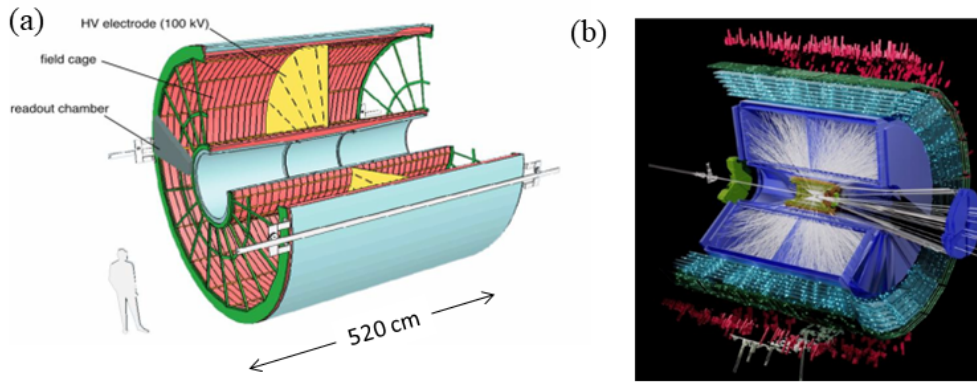 (a)
HV electrode (100 kV)
field cage
readout chamber
520 cm
(b)